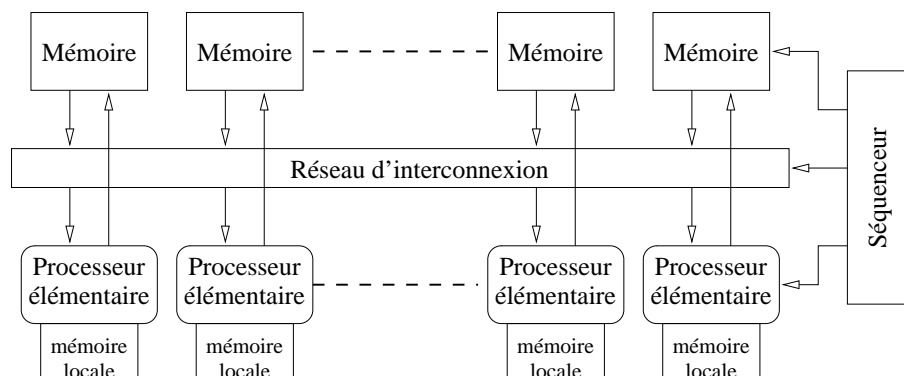 Mémoire Mémoire Mémoire Mémoire
Réseau d'interconnexion
Séquenceur
Processeur Processeur Processeur Processeur
élémentaire élémentaire élémentaire élémentaire
mémoire mémoire mémoire mémoire
locale locale locale locale